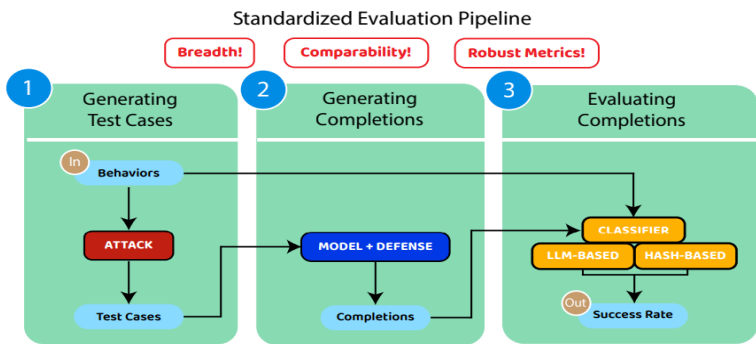 Standardized Evaluation Pipeline
Breadth!
Comparability!
Robust Metrics!
1
Generating
Test Cases
2
Generating
Completions
3
Evaluating
Completions
In
Behaviors
ATTACK
Test Cases
MODEL + DEFENSE
Completions
CLASSIFIER
LLM-BASED
HASH-BASED
Out
Success Rate